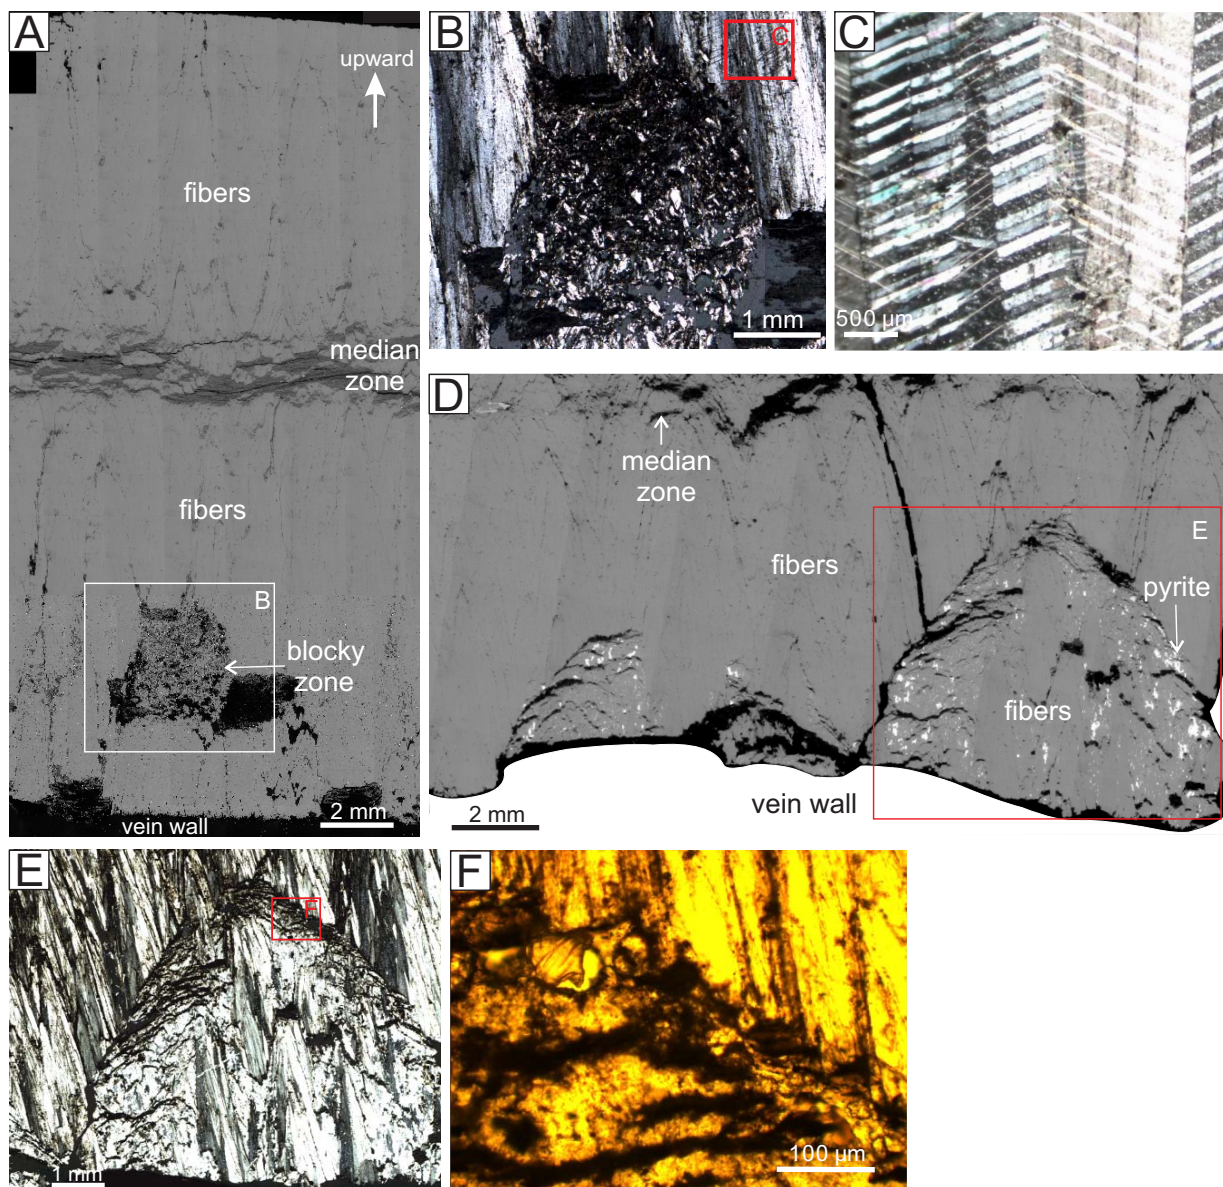 A
upward
fibers
median
zone
fibers
B
blocky
zone
2 mm
vein wall
B
C
1 mm
C
500 µm
D
median
zone
fibers
E
pyrite
fibers
vein wall
2 mm
E
F
1 mm
F
100 µm